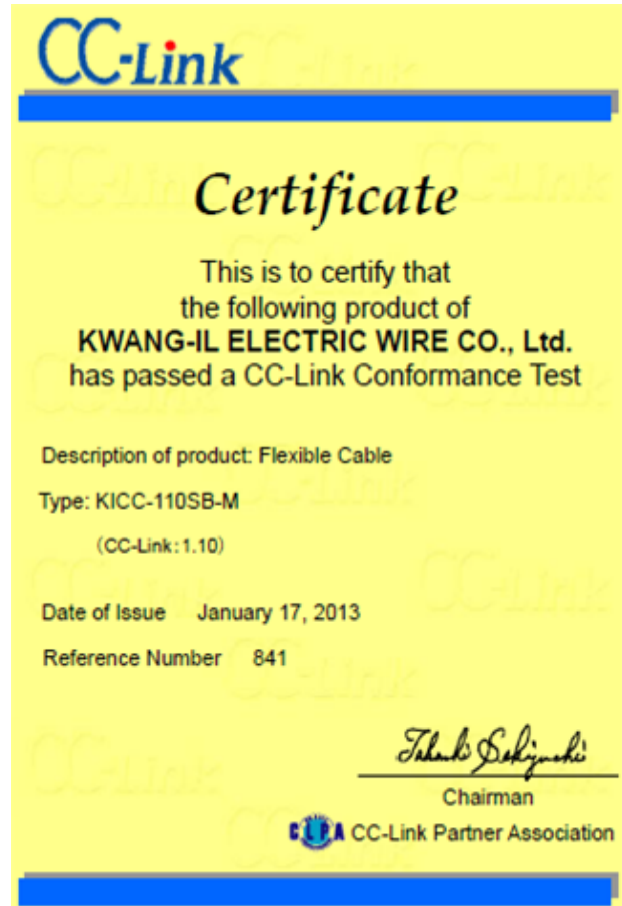 CC-Link
Certificate
This is to certify that
the following product of
KWANG-IL ELECTRIC WIRE CO., Ltd.
has passed a CC-Link Conformance Test
Description of product: Flexible Cable
Type: KICC-110SB-M
(CC-Link:1.10)
Date of Issue January 17, 2013
Reference Number 841
Chairman
CLPA CC-Link Partner Association